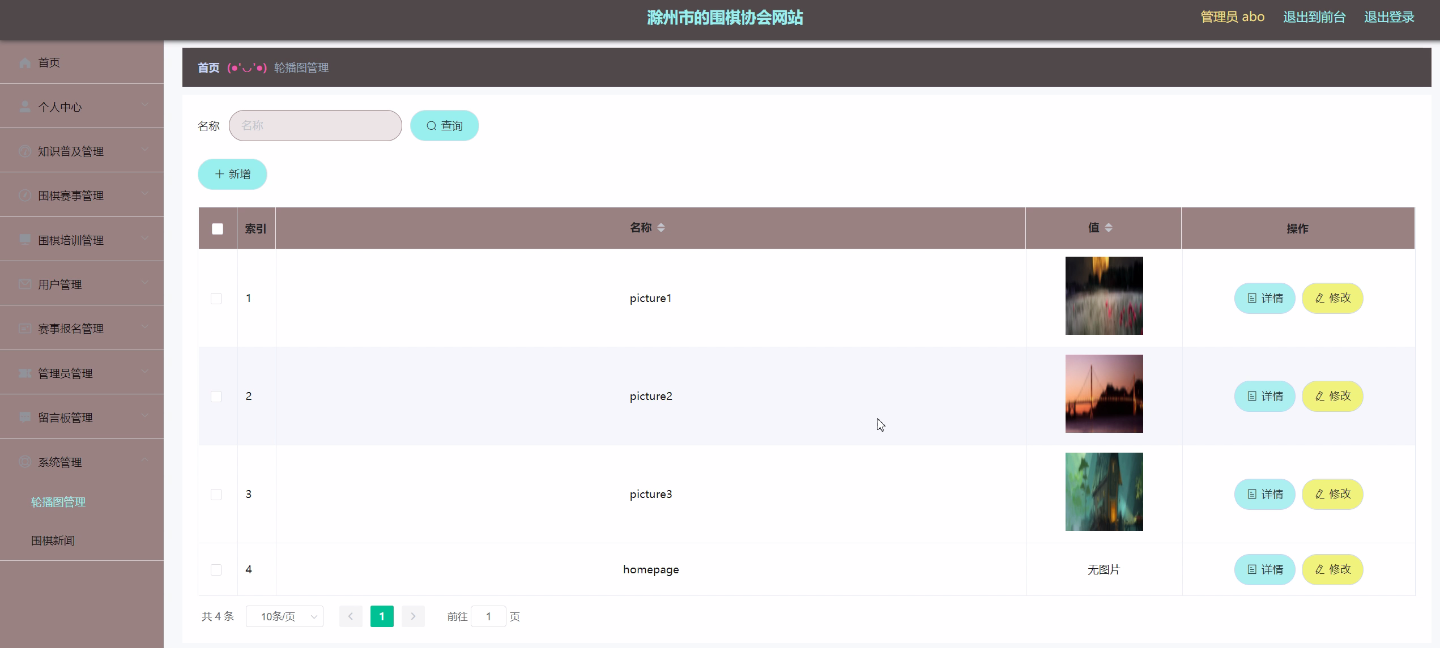 滁州市的围棋协会网站
管理员 abo 退出到前台 退出登录
首页
个人中心
知识普及管理
围棋赛事管理
围棋培训管理
用户管理
赛事报名管理
管理员管理
留言板管理
系统管理
轮播图管理
围棋新闻
首页 (●'◡'●) 轮播图管理
名称 名称 查询
新增
索引 名称 值 操作
1 picture1 详情 修改
2 picture2 详情 修改
3 picture3 详情 修改
4 homepage 无图片 详情 修改
共 4 条 10条/页 1 前往 1 页